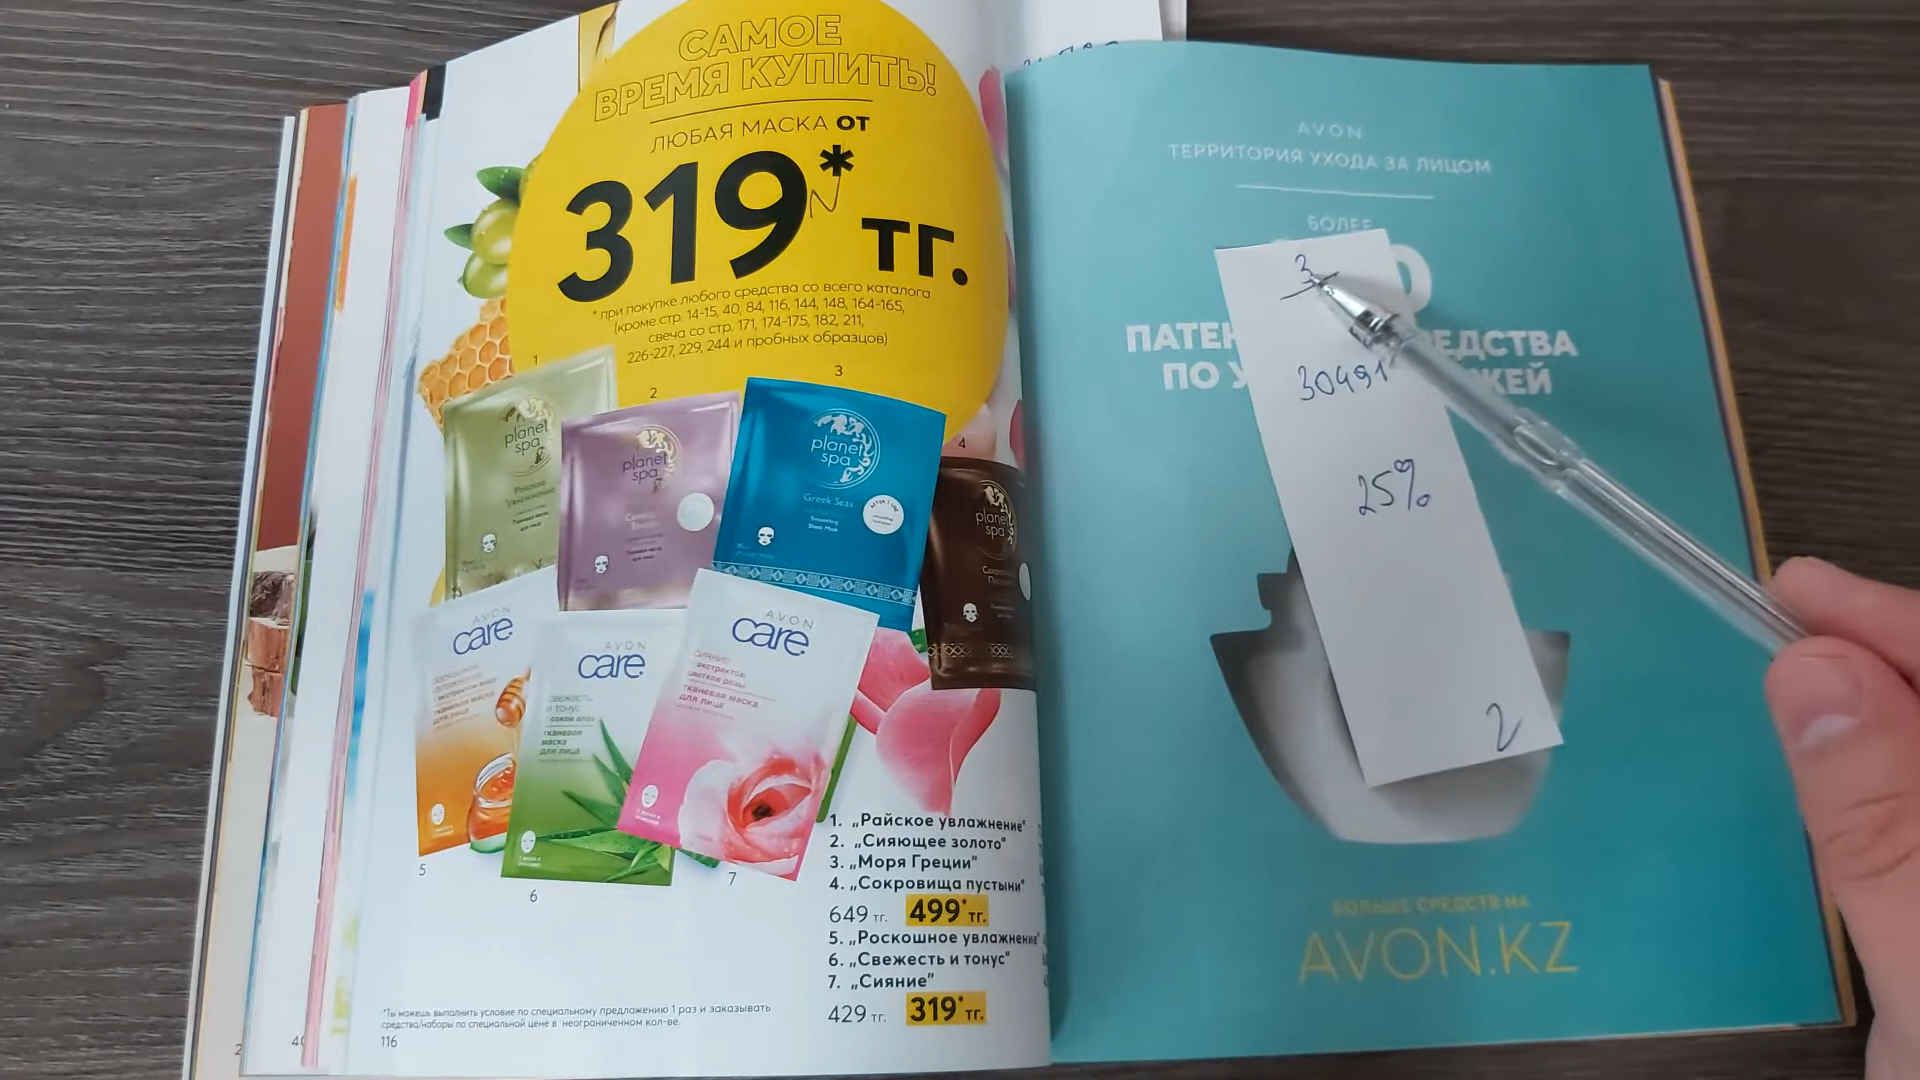 САМОЕ
ВРЕМЯ КУПИТЬ!
ЛЮБАЯ МАСКА ОТ
319* тг.
* при покупке любого средства со всего каталога
(кроме стр. 14-15, 40, 84, 116, 144, 148, 164-165,
свеча со стр. 171, 174-175, 182, 211,
226-227, 229, 244 и пробных образцов)
1
2
3
4
planet
spa
planet
spa
planet
spa
Greek Seas
Smoothing
Sheet Mask
planet
spa
AVON
care
тканевая маска
для лица
AVON
care
свежесть
и тонус
с соком алоэ
тканевая
маска
для лица
AVON
care
сияние
с экстрактом
цветков розы
тканевая маска
для лица
5
6
7
1. „Райское увлажнение"
2. „Сияющее золото"
3. „Моря Греции"
4. „Сокровища пустыни"
649 тг. 499* тг.
5. „Роскошное увлажнение"
6. „Свежесть и тонус"
7. „Сияние"
429 тг. 319* тг.
*Ты можешь выполнить условие по специальному предложению 1 раз и заказывать
средства/наборы по специальной цене в неограниченном кол-ве.
116
AVON
ТЕРРИТОРИЯ УХОДА ЗА ЛИЦОМ
БОЛЕЕ
3
30491
25%
2
БОЛЬШЕ СРЕДСТВ НА
AVON.KZ